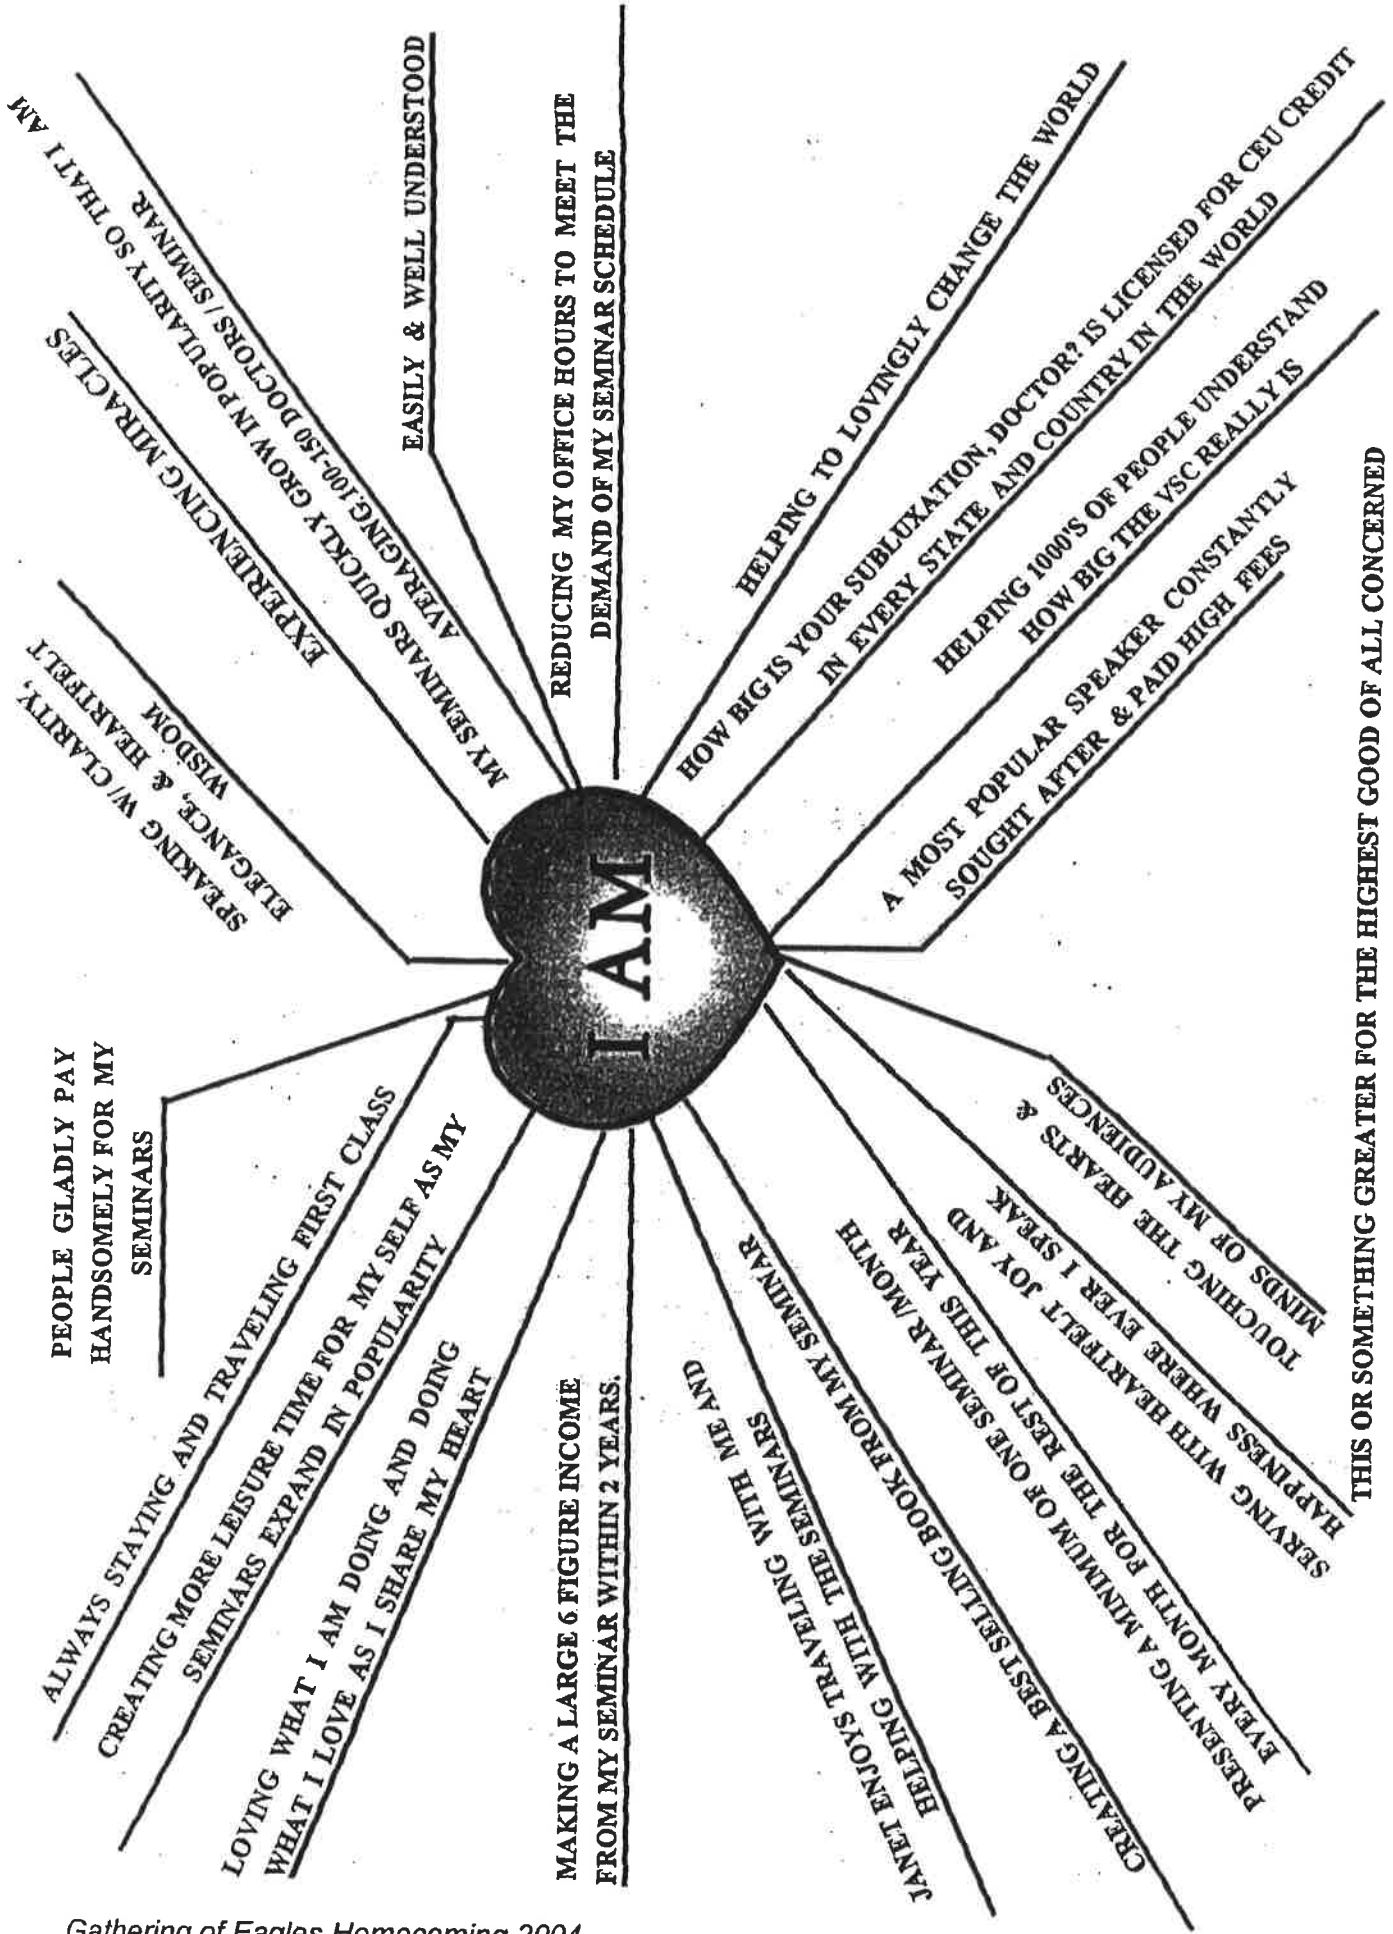 I AM
PEOPLE GLADLY PAY
HANDSOMELY FOR MY
SEMINARS
SPEAKING W/ CLARITY,
ELEGANCE, & HEARTFELT
WISDOM
EXPERIENCING MIRACLES
MY SEMINARS QUICKLY GROW IN POPULARITY SO THAT I AM
AVERAGING 100-150 DOCTORS / SEMINAR
EASILY & WELL UNDERSTOOD
REDUCING MY OFFICE HOURS TO MEET THE
DEMAND OF MY SEMINAR SCHEDULE
HELPING TO LOVINGLY CHANGE THE WORLD
HOW BIG IS YOUR SUBLUXATION, DOCTOR? IS LICENSED FOR CEU CREDIT
IN EVERY STATE AND COUNTRY IN THE WORLD
HELPING 1000'S OF PEOPLE UNDERSTAND
HOW BIG THE VSC REALLY IS
A MOST POPULAR SPEAKER CONSTANTLY
SOUGHT AFTER & PAID HIGH FEES
TOUCHING THE HEARTS &
MINDS OF MY AUDIENCES
SERVING WITH HEARTFELT JOY AND
HAPPINESS WHERE EVER I SPEAK
PRESENTING A MINIMUM OF ONE SEMINAR/MONTH
EVERY MONTH FOR THE REST OF THIS YEAR
CREATING A BEST SELLING BOOK FROM MY SEMINAR
JANET ENJOYS TRAVELING WITH ME AND
HELPING WITH THE SEMINARS
MAKING A LARGE 6 FIGURE INCOME
FROM MY SEMINAR WITHIN 2 YEARS.
LOVING WHAT I AM DOING AND DOING
WHAT I LOVE AS I SHARE MY HEART
CREATING MORE LEISURE TIME FOR MY SELF AS MY
SEMINARS EXPAND IN POPULARITY
ALWAYS STAYING AND TRAVELING FIRST CLASS
THIS OR SOMETHING GREATER FOR THE HIGHEST GOOD OF ALL CONCERNED
Gathering of Eagles Homecoming 2004